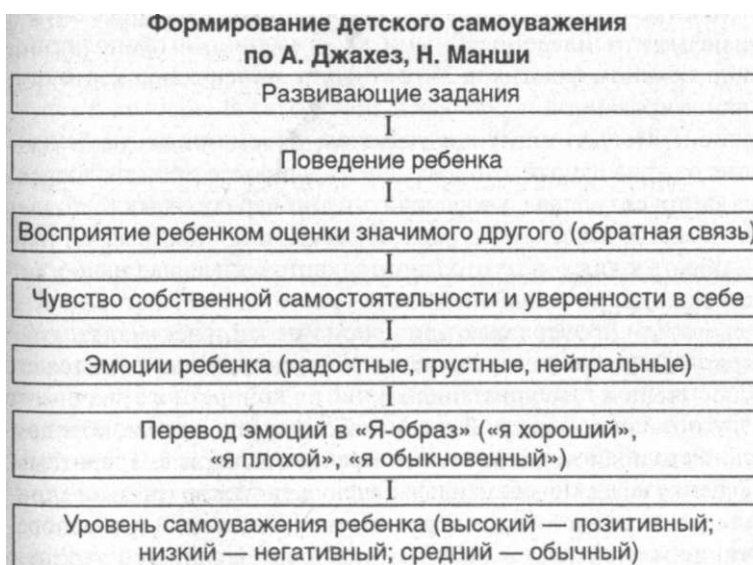 Формирование детского самоуважения
по А. Джахез, Н. Манши
Развивающие задания
Поведение ребенка
Восприятие ребенком оценки значимого другого (обратная связь)
Чувство собственной самостоятельности и уверенности в себе
Эмоции ребенка (радостные, грустные, нейтральные)
Перевод эмоций в «Я-образ» («я хороший»,
«я плохой» «я обыкновенный»)
Уровень самоуважения ребенка (высокий — позитивный;
низкий — негативный; средний — обычный)